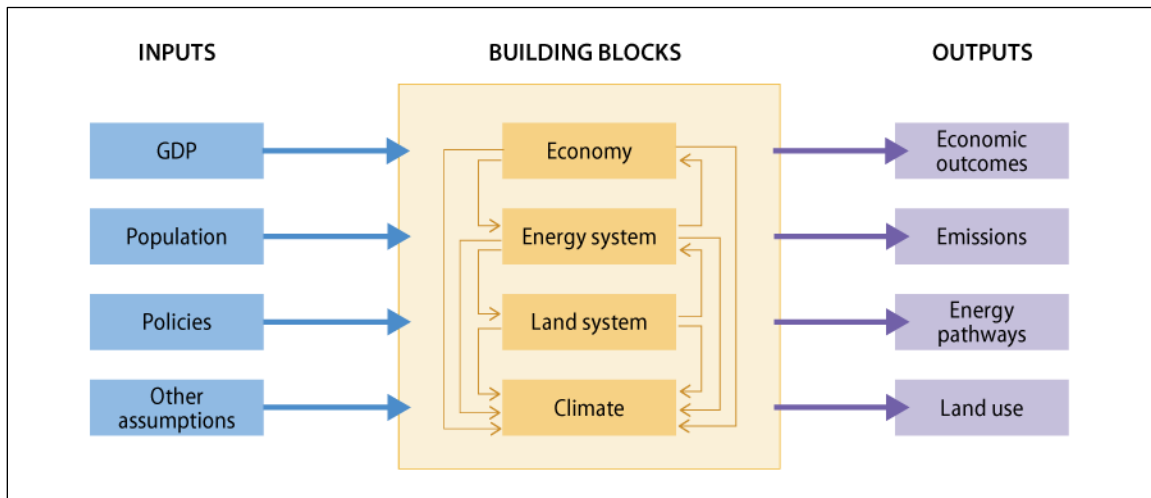 INPUTS
BUILDING BLOCKS
OUTPUTS
GDP
Economy
Economic
outcomes
Population
Energy system
Emissions
Policies
Land system
Energy
pathways
Other
assumptions
Climate
Land use